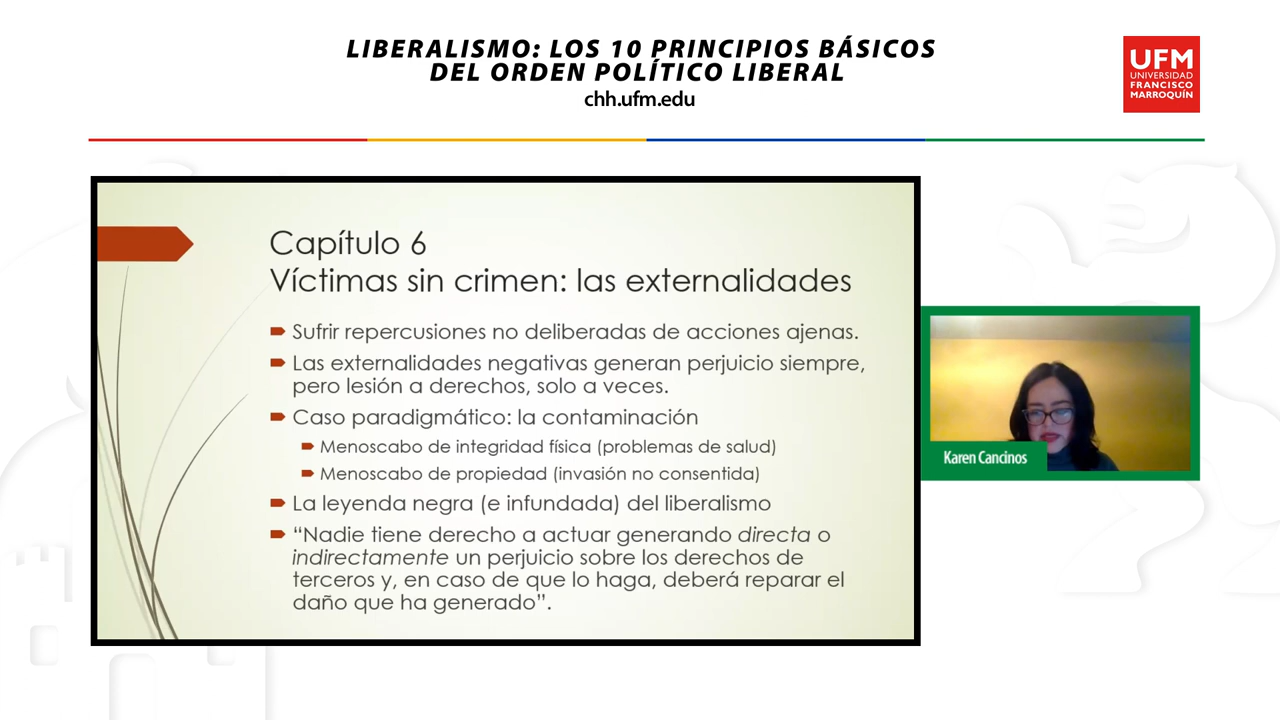 LIBERALISMO: LOS 10 PRINCIPIOS BÁSICOS
DEL ORDEN POLÍTICO LIBERAL
chh.ufm.edu
UFM
UNIVERSIDAD
FRANCISCO
MARROQUÍN
Capítulo 6
Víctimas sin crimen: las externalidades
Sufrir repercusiones no deliberadas de acciones ajenas.
Las externalidades negativas generan perjuicio siempre,
pero lesión a derechos, solo a veces.
Caso paradigmático: la contaminación
Menoscabo de integridad física (problemas de salud)
Menoscabo de propiedad (invasión no consentida)
La leyenda negra (e infundada) del liberalismo
“Nadie tiene derecho a actuar generando directa o
indirectamente un perjuicio sobre los derechos de
terceros y, en caso de que lo haga, deberá reparar el
daño que ha generado”.
Karen Cancinos